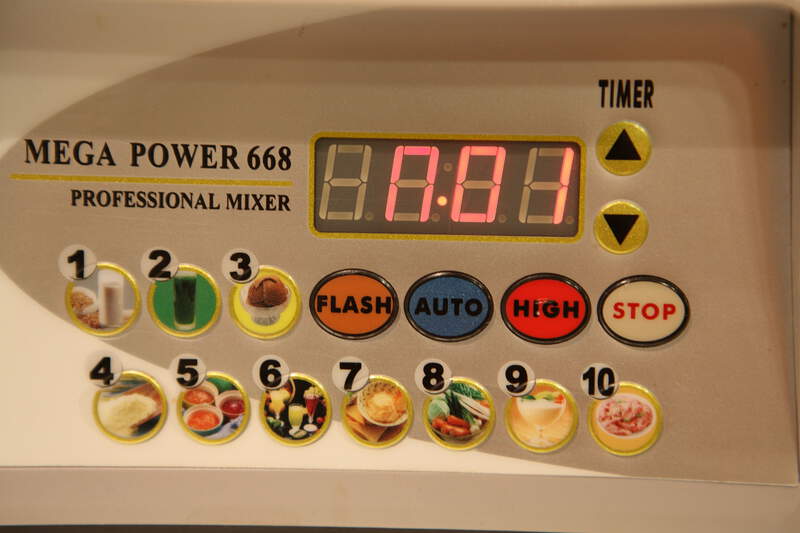 TIMER
MEGA POWER 668
PROFESSIONAL MIXER
n.01
1 2 3
FLASH AUTO HIGH STOP
4 5 6 7 8 9 10